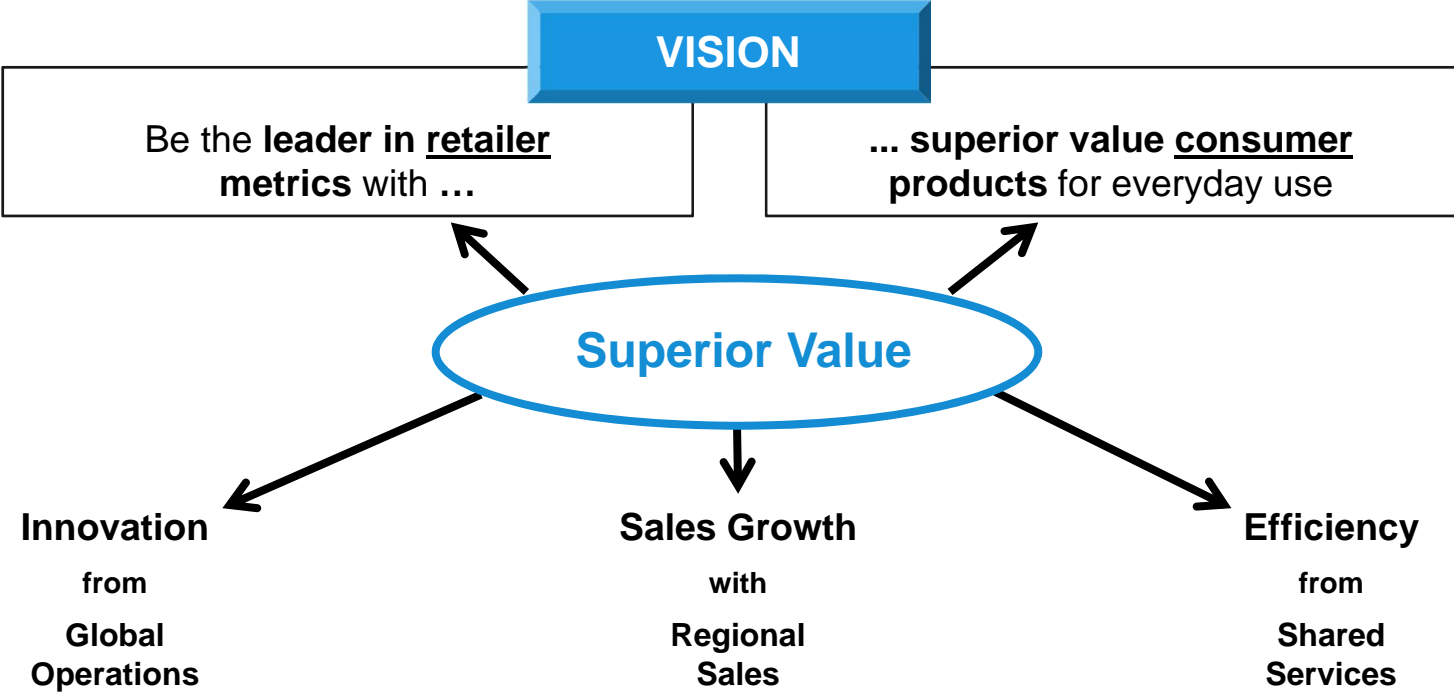 VISION
Be the leader in retailer
metrics with …
... superior value consumer
products for everyday use
Superior Value
Innovation
from
Global
Operations
Sales Growth
with
Regional
Sales
Efficiency
from
Shared
Services